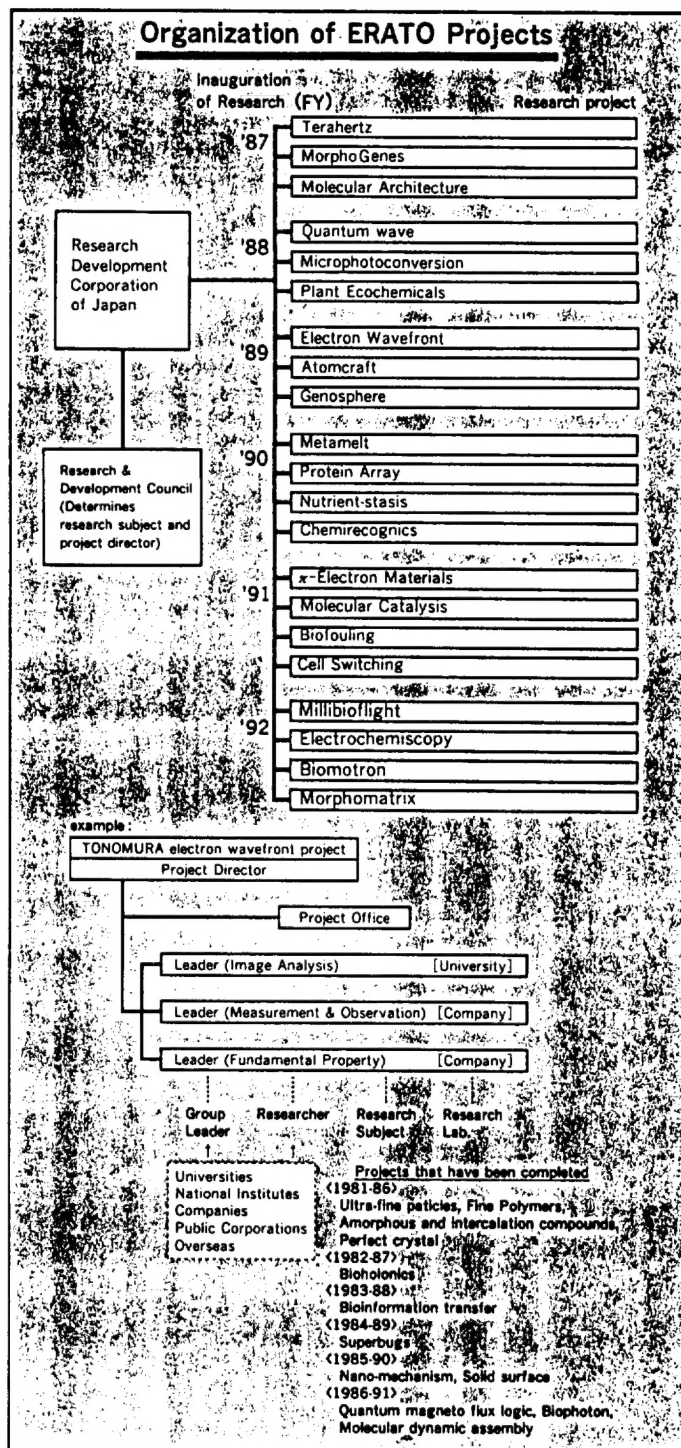 Organization of ERATO Projects
Inauguration
of Research (FY)
Research project
'87
Terahertz
MorphoGenes
Molecular Architecture
Research
Development
Corporation
of Japan
'88
Quantum wave
Microphotoconversion
Plant Ecochemicals
'89
Electron Wavefront
Atomcraft
Genosphere
Research &
Development Council
(Determines
research subject and
project director)
'90
Metamelt
Protein Array
Nutrient-stasis
Chemirecognics
'91
π-Electron Materials
Molecular Catalysis
Biofouling
Cell Switching
'92
Millibioflight
Electrochemiscopy
Biomotron
Morphomatrix
example:
TONOMURA electron wavefront project
Project Director
Project Office
Leader (Image Analysis) [University]
Leader (Measurement & Observation) [Company]
Leader (Fundamental Property) [Company]
Group
Leader
Researcher
Research
Subject
Research
Lab.
Universities
National Institutes
Companies
Public Corporations
Overseas
Projects that have been completed
<1981-86>
Ultra-fine paticles, Fine Polymers,
Amorphous and intercalation compounds,
Perfect crystal
<1982-87>
Bioholonics
<1983-88>
Bioinformation transfer
<1984-89>
Superbugs
<1985-90>
Nano-mechanism, Solid surface
<1986-91>
Quantum magneto flux logic, Biophoton,
Molecular dynamic assembly